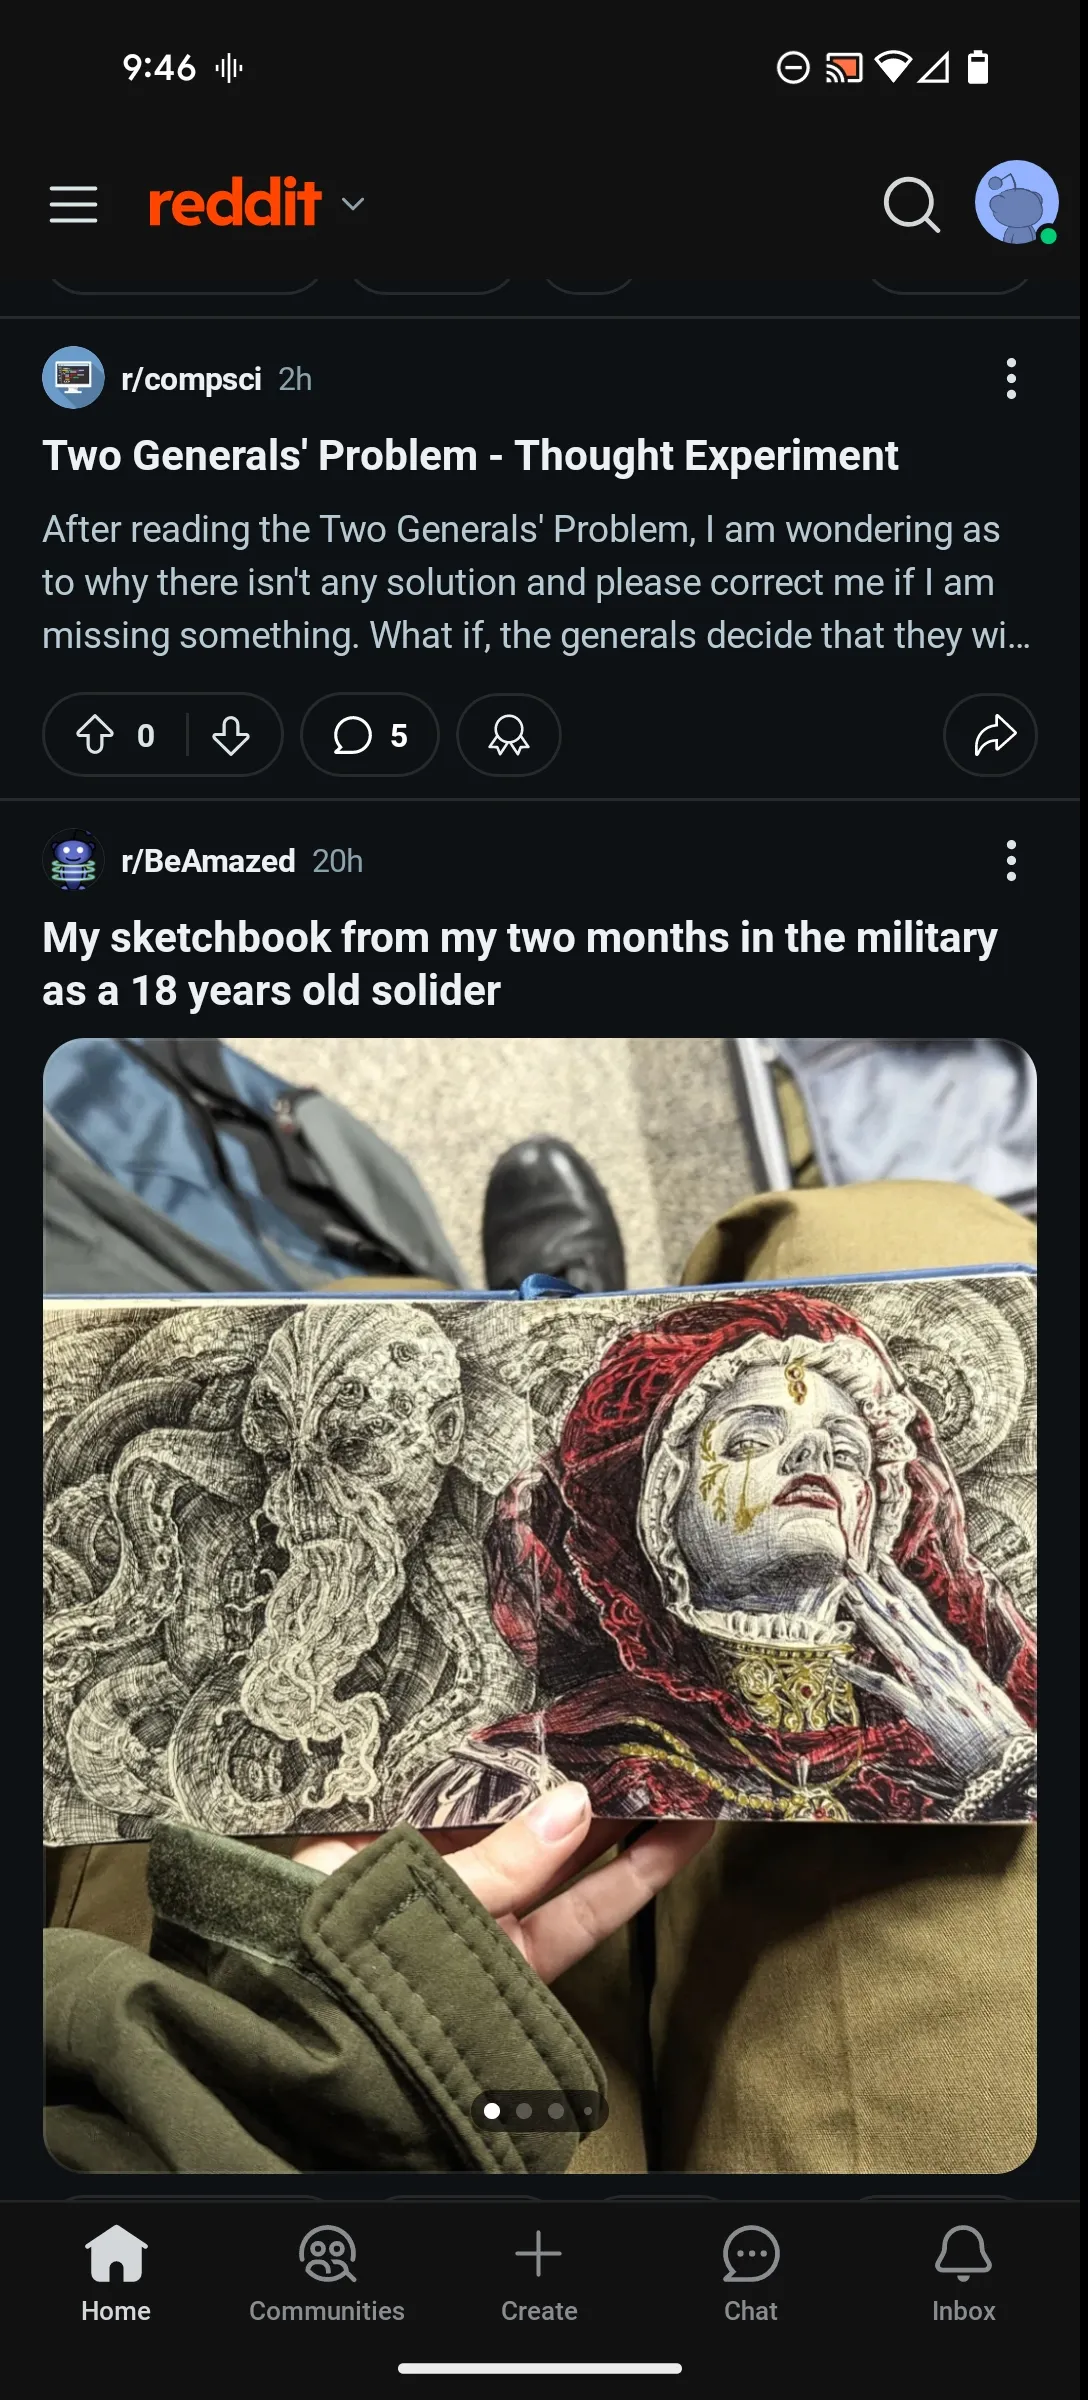 9:46
reddit
r/compsci 2h
Two Generals' Problem - Thought Experiment
After reading the Two Generals' Problem, I am wondering as
to why there isn't any solution and please correct me if I am
missing something. What if, the generals decide that they wi...
0
5
r/BeAmazed 20h
My sketchbook from my two months in the military
as a 18 years old solider
Home
Communities
Create
Chat
Inbox